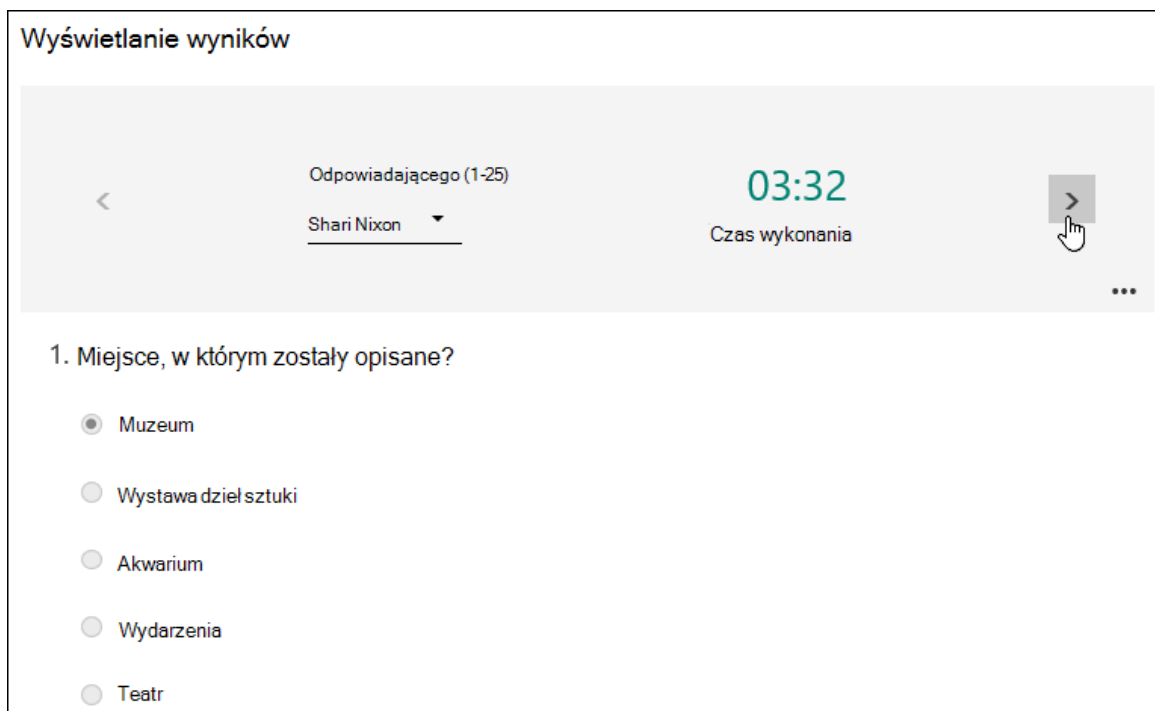 Wyświetlanie wyników
Odpowiadającego (1-25)
Shari Nixon
03:32
Czas wykonania
1. Miejsce, w którym zostały opisane?
Muzeum
Wystawa dzieł sztuki
Akwarium
Wydarzenia
Teatr